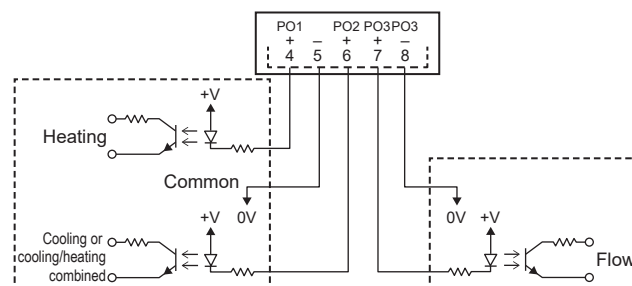 PO1 PO2 PO3 PO3
+ – + + –
4 5 6 7 8
+V
Heating
Common
0V
+V
Cooling or
cooling/heating
combined
0V
+V
Flow